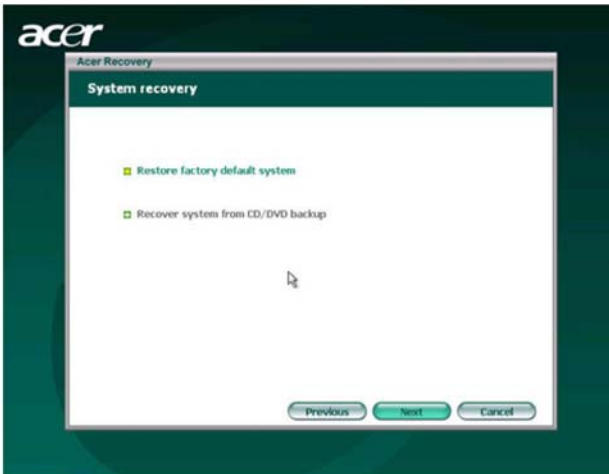 acer
Acer Recovery
System recovery
Restore factory default system
Recover system from CD/DVD backup
Previous Next Cancel